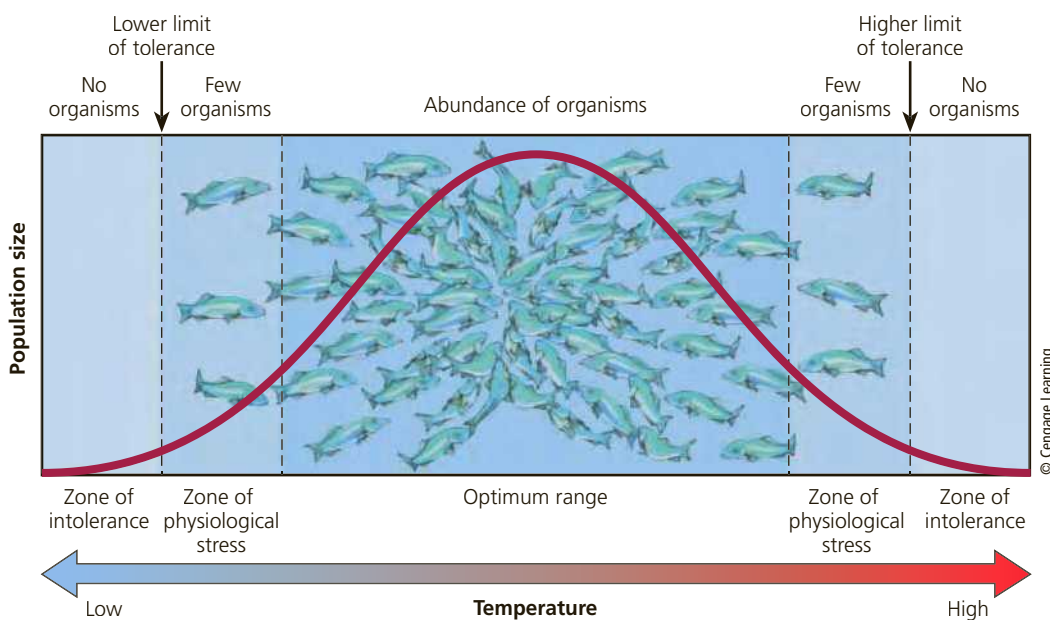 Lower limit
of tolerance
Higher limit
of tolerance
No
organisms
Few
organisms
Abundance of organisms
Few
organisms
No
organisms
Population size
© Cengage Learning
Zone of
intolerance
Zone of
physiological
stress
Optimum range
Zone of
physiological
stress
Zone of
intolerance
Low
Temperature
High